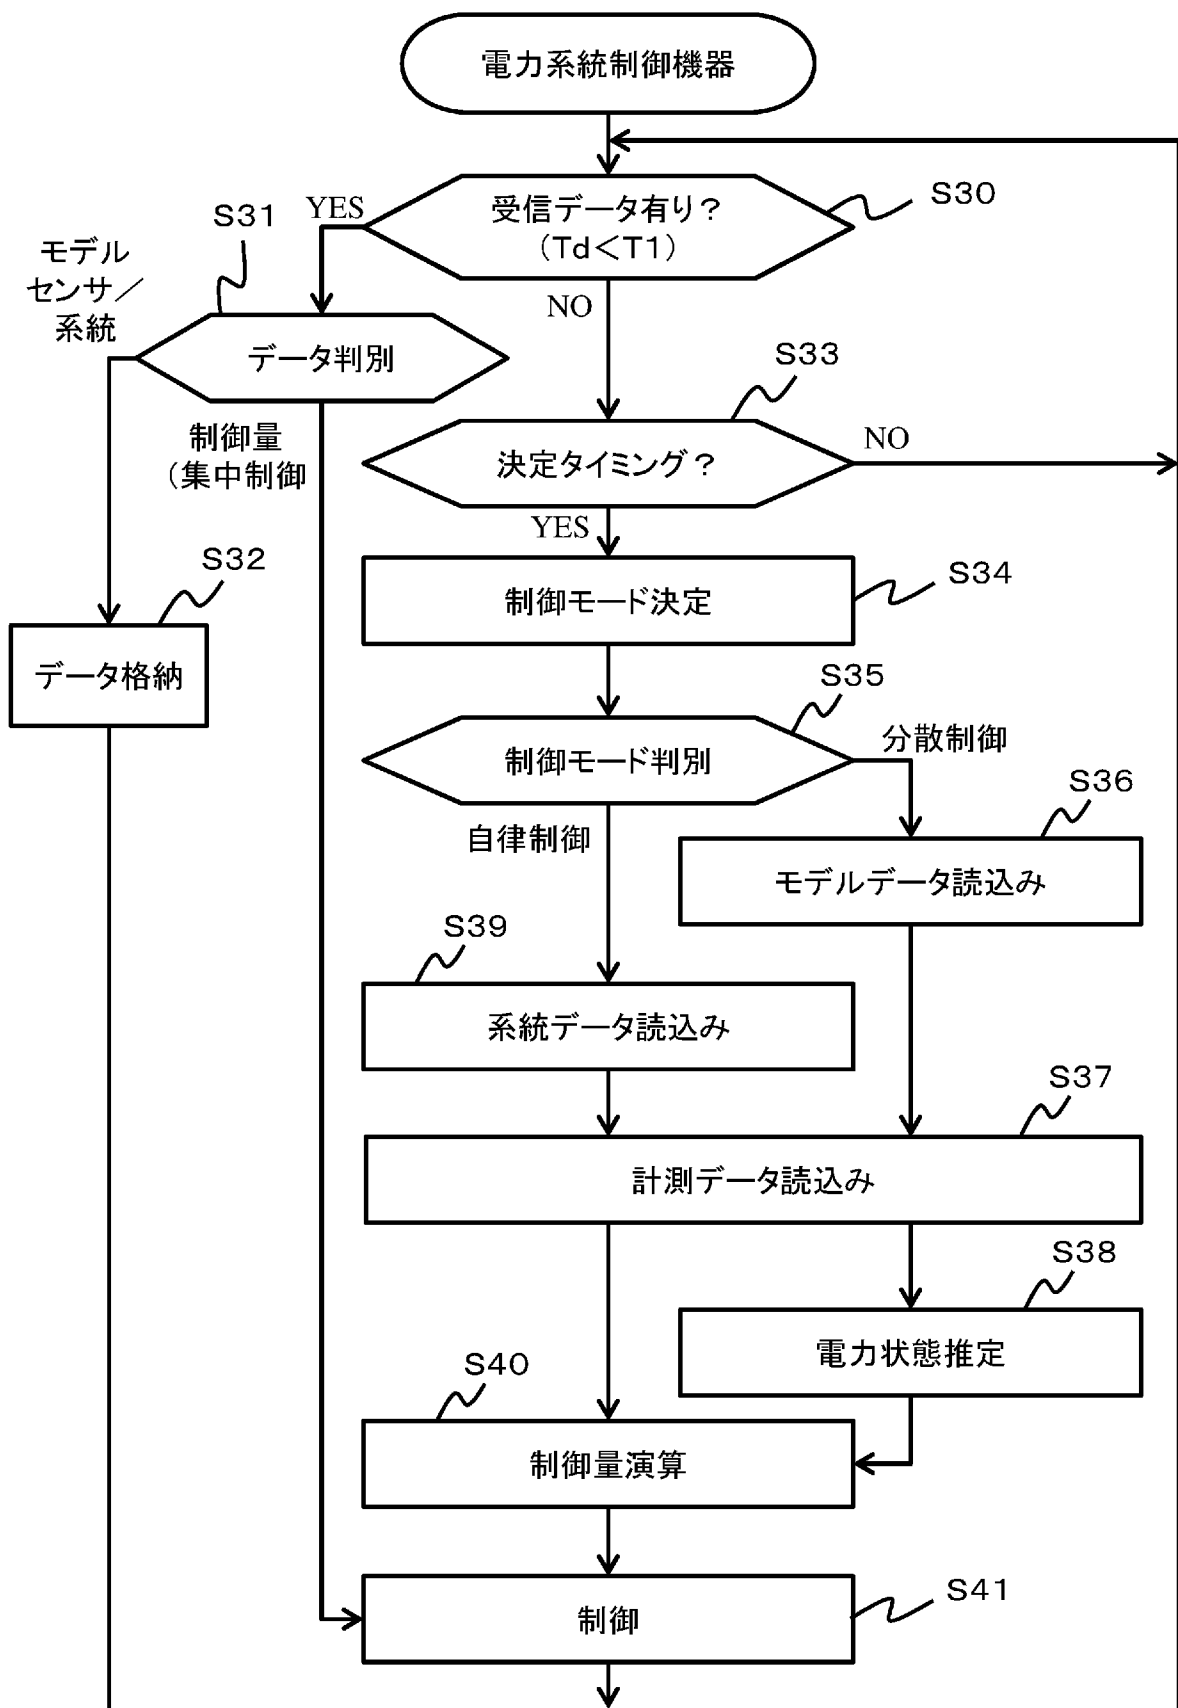 電力系統制御機器
受信データ有り？
（Td＜T1）
S30
YES
S31
NO
モデル
センサ／
系統
データ判別
S33
制御量
（集中制御
決定タイミング？
NO
YES
S32
制御モード決定
S34
データ格納
S35
制御モード判別
分散制御
自律制御
S36
モデルデータ読込み
S39
系統データ読込み
S37
計測データ読込み
S38
電力状態推定
S40
制御量演算
制御
S41